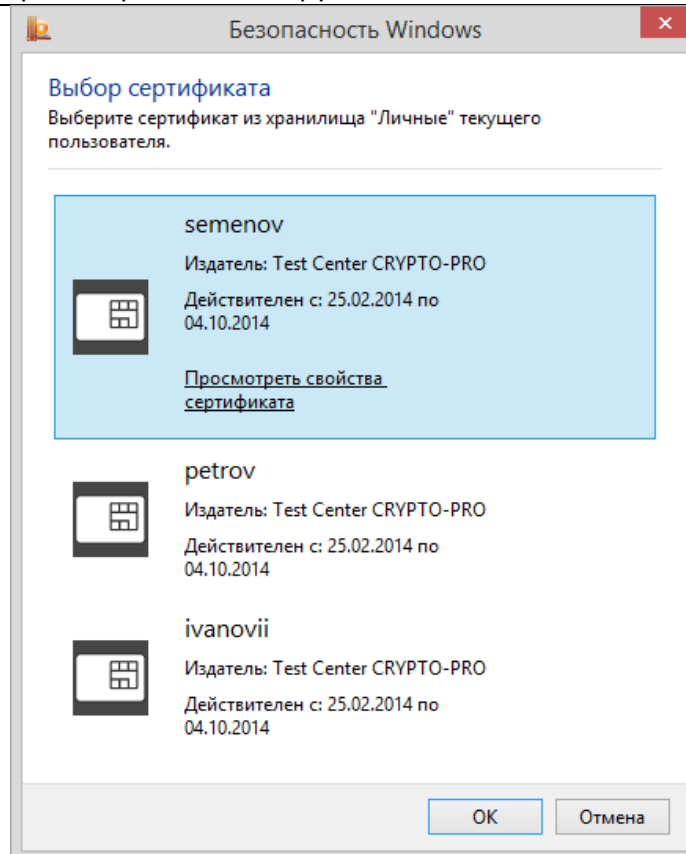 Безопасность Windows
Выбор сертификата
Выберите сертификат из хранилища "Личные" текущего
пользователя.
semenov
Издатель: Test Center CRYPTO-PRO
Действителен с: 25.02.2014 по
04.10.2014
Просмотреть свойства
сертификата
petrov
Издатель: Test Center CRYPTO-PRO
Действителен с: 25.02.2014 по
04.10.2014
ivanovii
Издатель: Test Center CRYPTO-PRO
Действителен с: 25.02.2014 по
04.10.2014
ОК
Отмена